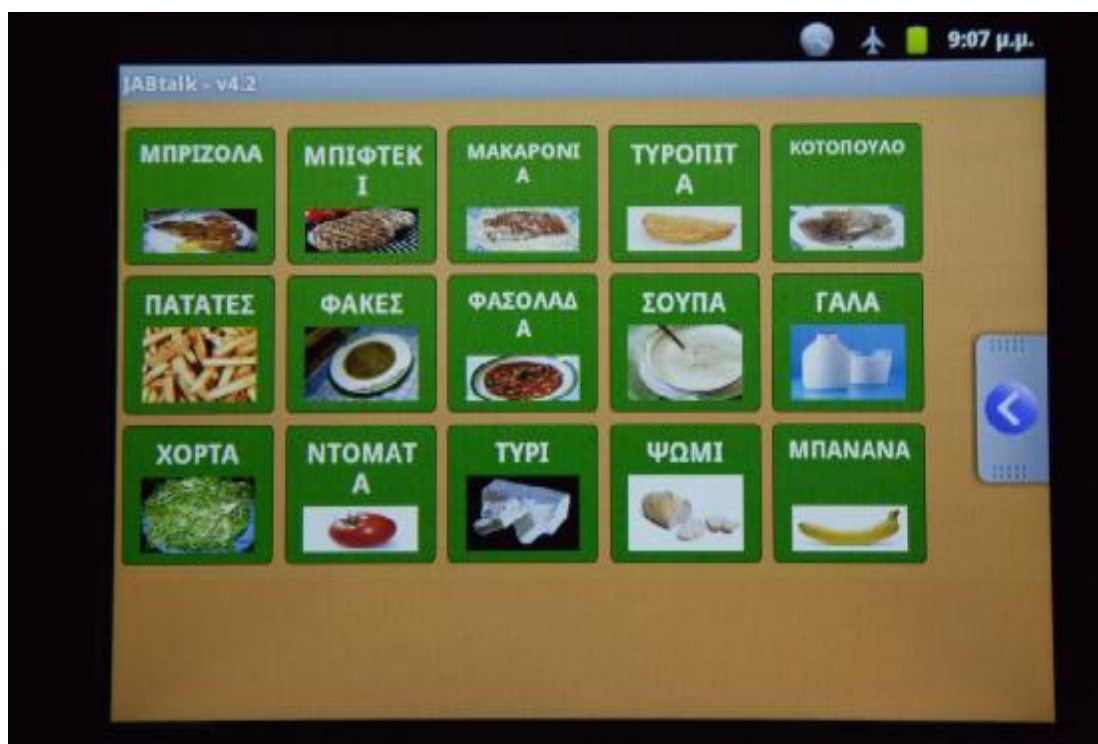 9:07 μ.μ.
JABtalk - v4.2
ΜΠΡΙΖΟΛΑ
ΜΠΙΦΤΕΚ
Ι
ΜΑΚΑΡΟΝΙ
Α
ΤΥΡΟΠΙΤ
Α
ΚΟΤΟΠΟΥΛΟ
ΠΑΤΑΤΕΣ
ΦΑΚΕΣ
ΦΑΣΟΛΑΔ
Α
ΣΟΥΠΑ
ΓΑΛΑ
ΧΟΡΤΑ
ΝΤΟΜΑΤ
Α
ΤΥΡΙ
ΨΩΜΙ
ΜΠΑΝΑΝΑ